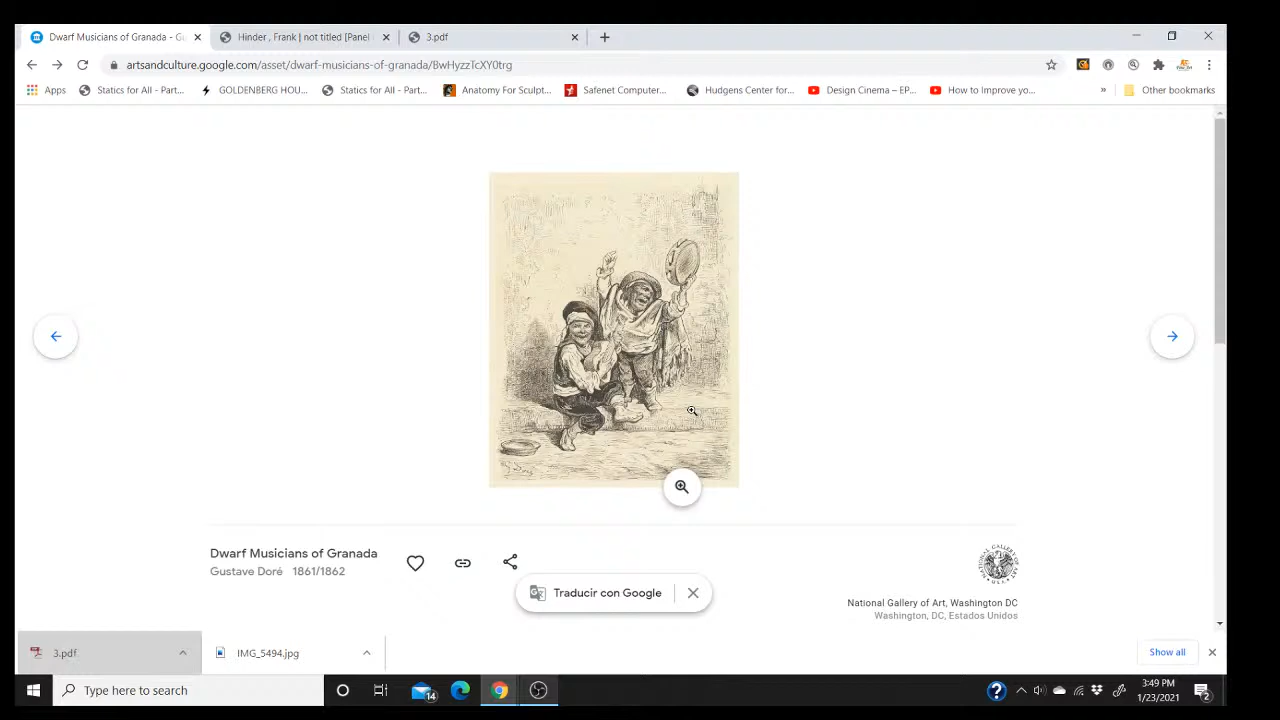 Dwarf Musicians of Granada - Gu
Hinder , Frank | not titled [Panel
3.pdf
artsandculture.google.com/asset/dwarf-musicians-of-granada/8wHyzzTcXY0trg
Apps
Statics for All - Part...
GOLDENBERG HOU...
Statics for All - Part...
Anatomy For Sculpt...
Safenet Computer...
Hudgens Center for...
Design Cinema – EP...
How to Improve yo...
»
Other bookmarks
Dwarf Musicians of Granada
Gustave Doré 1861/1862
Traducir con Google
National Gallery of Art, Washington DC
Washington, DC, Estados Unidos
3.pdf
IMG_5494.jpg
Show all
Type here to search
14
3:49 PM
1/23/2021
2